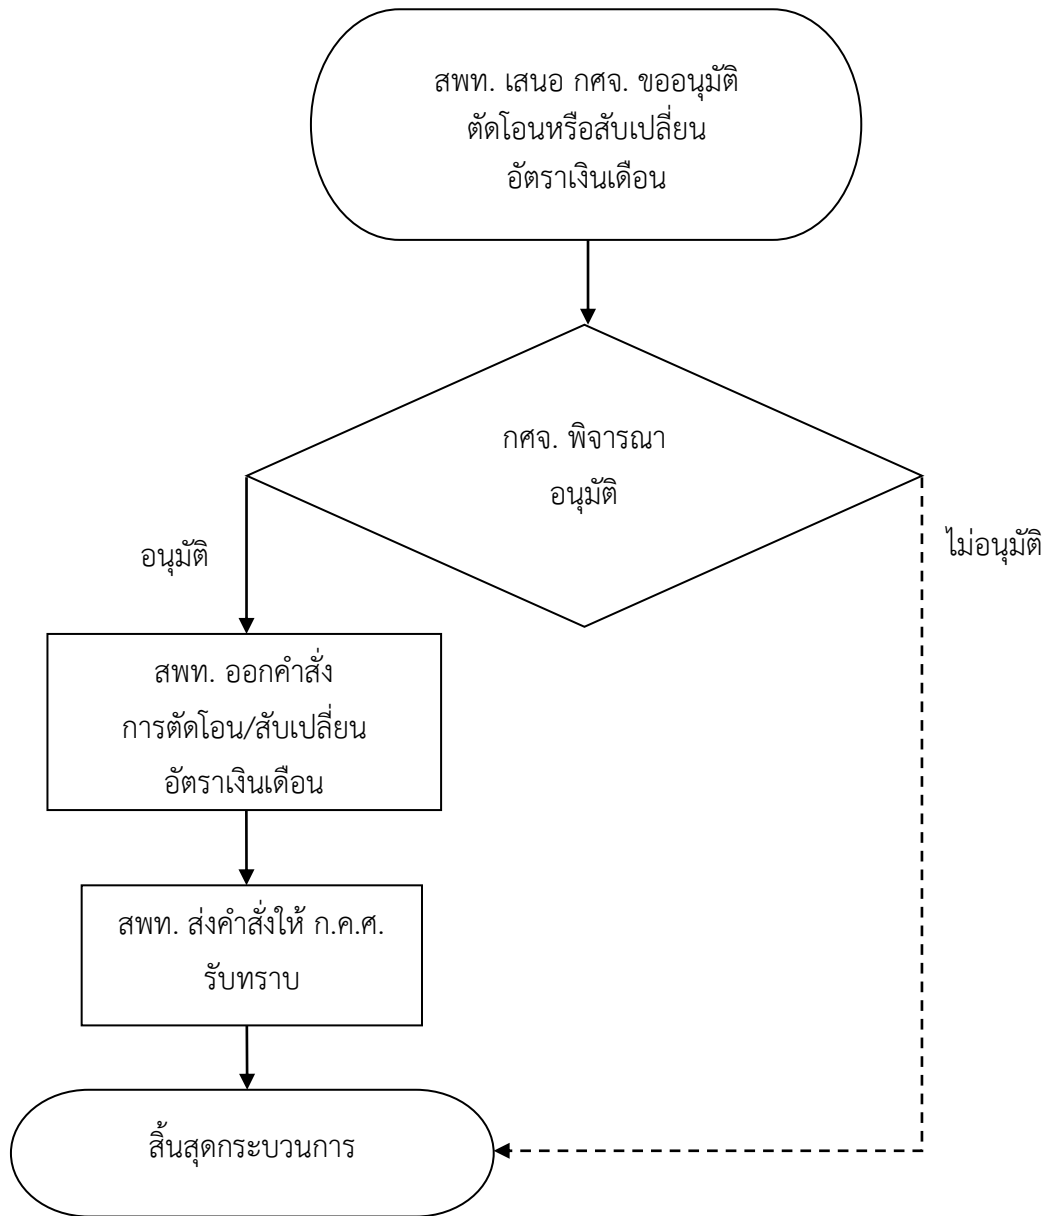 สพท. เสนอ กศจ. ขออนุมัติ
ตัดโอนหรือสับเปลี่ยน
อัตราเงินเดือน
กศจ. พิจารณา
อนุมัติ
อนุมัติ
ไม่อนุมัติ
สพท. ออกคำสั่ง
การตัดโอน/สับเปลี่ยน
อัตราเงินเดือน
สพท. ส่งคำสั่งให้ ก.ค.ศ.
รับทราบ
สิ้นสุดกระบวนการ